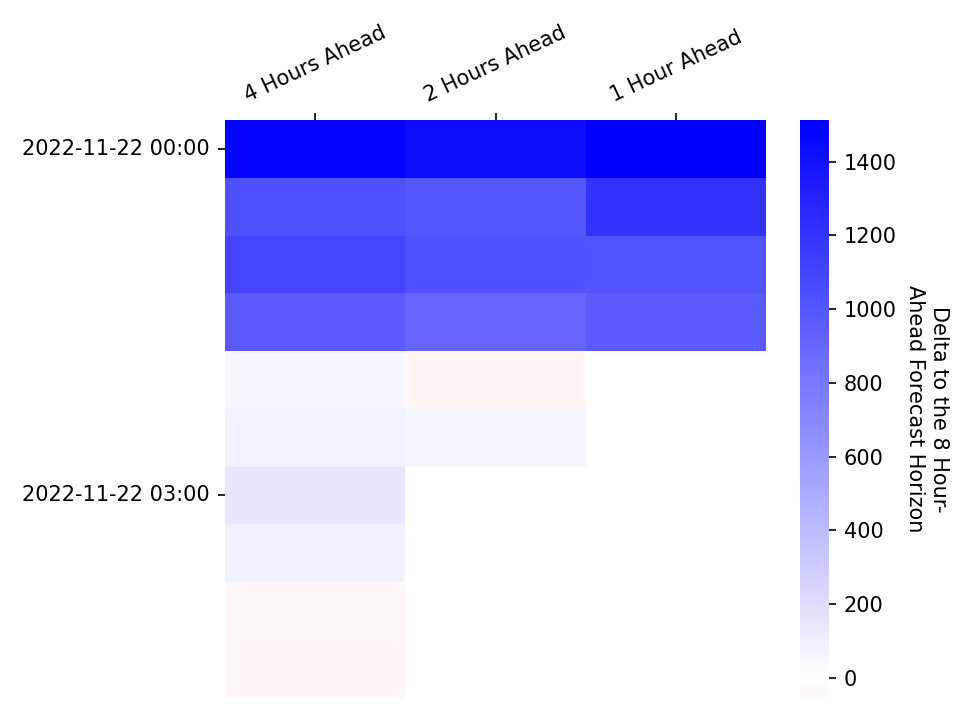 4 Hours Ahead
2 Hours Ahead
1 Hour Ahead
2022-11-22 00:00
2022-11-22 03:00
1400
1200
1000
800
600
400
200
0
Delta to the 8 Hour-
Ahead Forecast Horizon